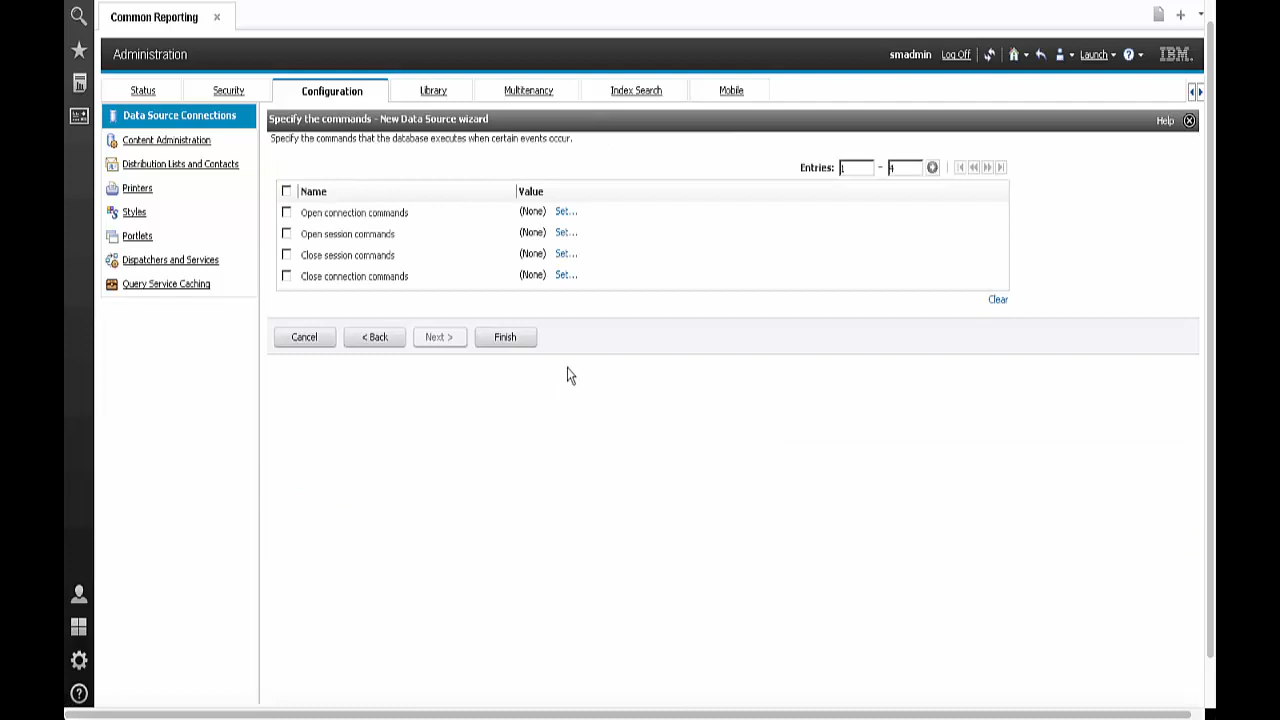 Common Reporting
Administration
smadmin Log Off Launch IBM.
Status Security Configuration Library Multitenancy Index Search Mobile
Data Source Connections
Content Administration
Distribution Lists and Contacts
Printers
Styles
Portlets
Dispatchers and Services
Query Service Caching
Specify the commands - New Data Source wizard Help
Specify the commands that the database executes when certain events occur.
Entries: 1 - 4
Name Value
Open connection commands (None) Set...
Open session commands (None) Set...
Close session commands (None) Set...
Close connection commands (None) Set...
Clear
Cancel < Back Next > Finish